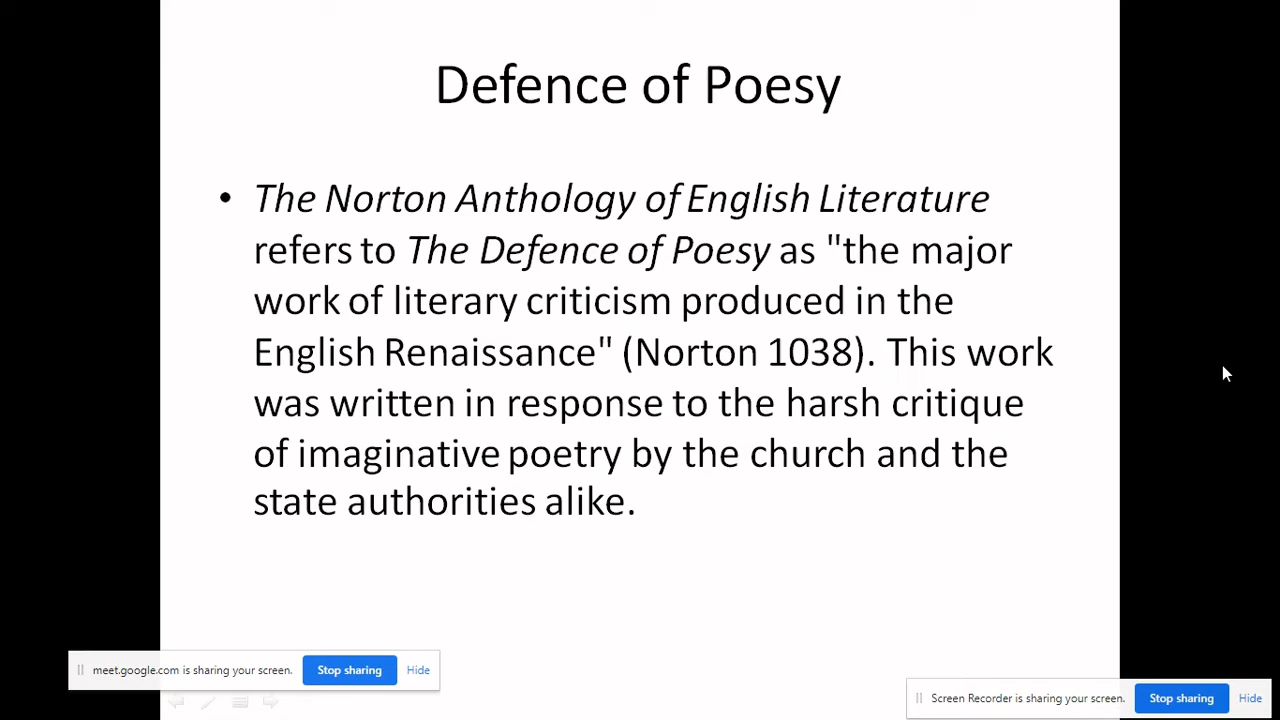 Defence of Poesy
• The Norton Anthology of English Literature
refers to The Defence of Poesy as "the major
work of literary criticism produced in the
English Renaissance" (Norton 1038). This work
was written in response to the harsh critique
of imaginative poetry by the church and the
state authorities alike.
meet.google.com is sharing your screen. Stop sharing Hide
Screen Recorder is sharing your screen. Stop sharing Hide